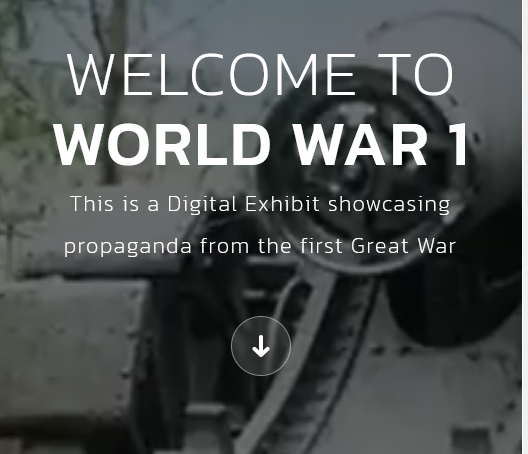 WELCOME TO
WORLD WAR 1
This is a Digital Exhibit showcasing
propaganda from the first Great War